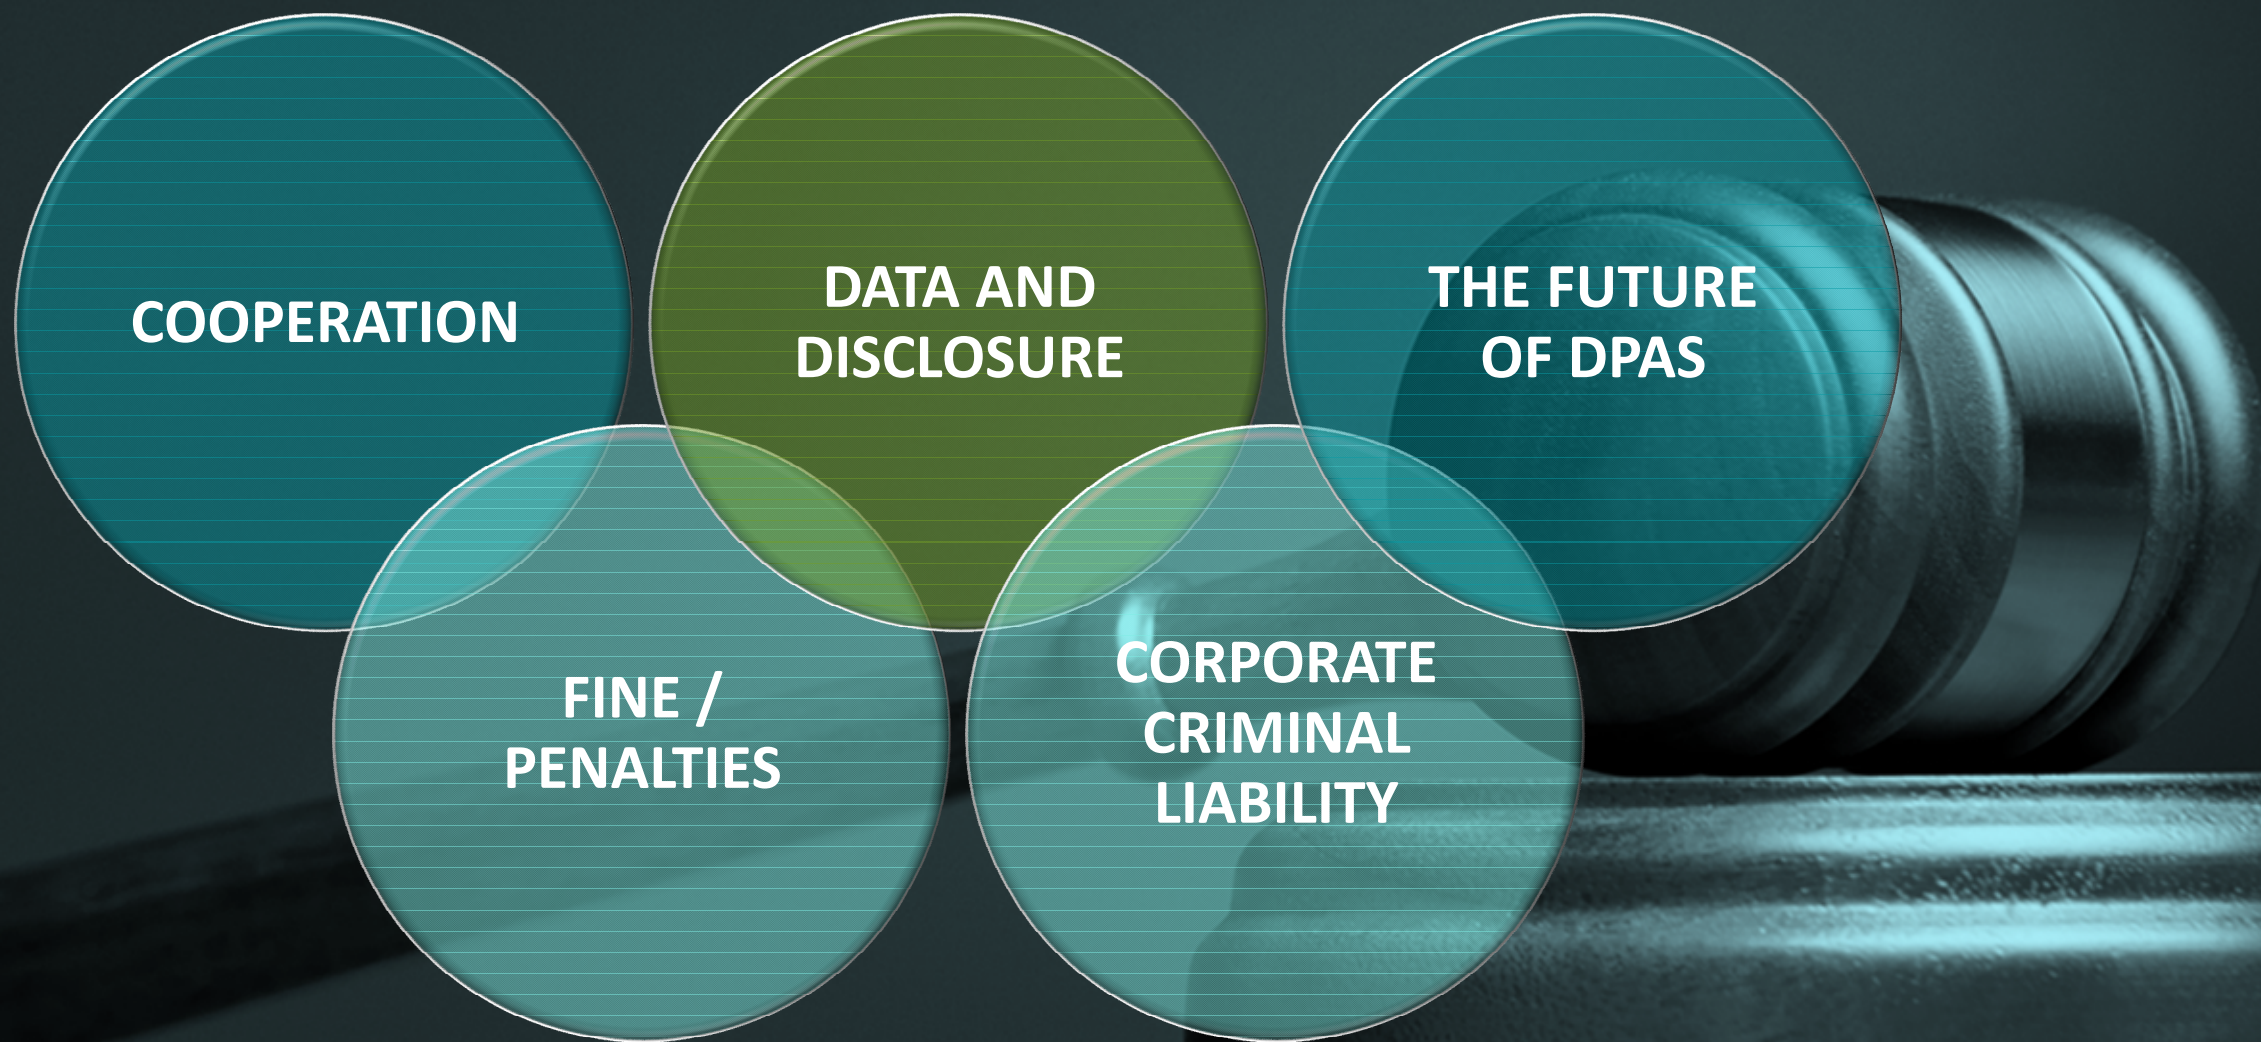 COOPERATION
DATA AND
DISCLOSURE
THE FUTURE
OF DPAS
FINE /
PENALTIES
CORPORATE
CRIMINAL
LIABILITY